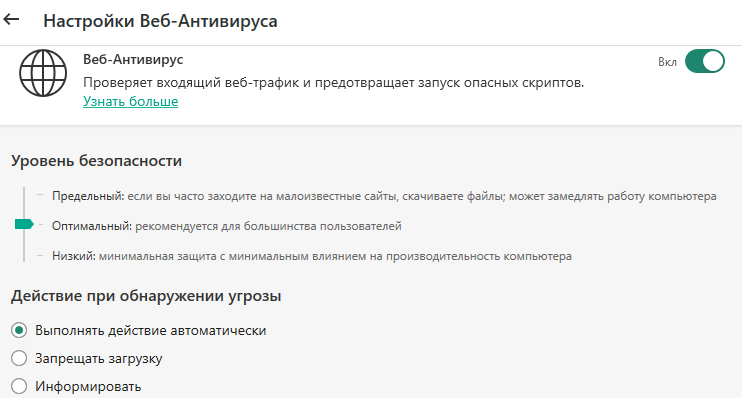 Настройки Веб-Антивируса
Веб-Антивирус
Вкл
Проверяет входящий веб-трафик и предотвращает запуск опасных скриптов.
Узнать больше
Уровень безопасности
Предельный: если вы часто заходите на малоизвестные сайты, скачиваете файлы; может замедлять работу компьютера
Оптимальный: рекомендуется для большинства пользователей
Низкий: минимальная защита с минимальным влиянием на производительность компьютера
Действие при обнаружении угрозы
Выполнять действие автоматически
Запрещать загрузку
Информировать